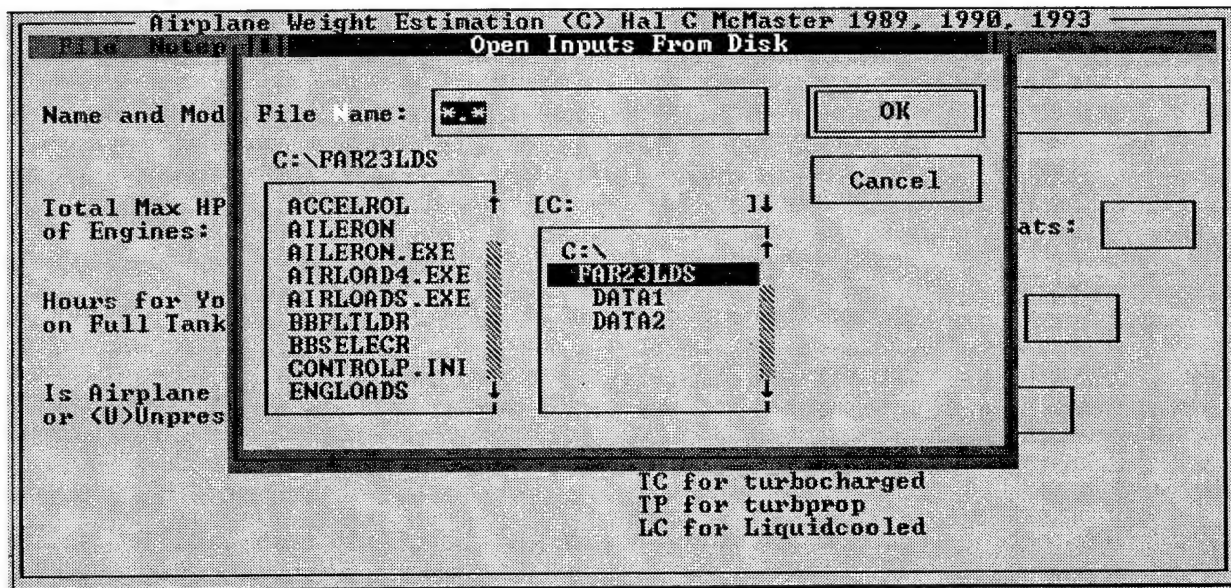 Airplane Weight Estimation (C) Hal C McMaster 1989, 1990, 1993
File Notep [■] Open Inputs From Disk
Name and Mod
File Name: *.*
OK
C:\FAR23LDS
Cancel
Total Max HP
of Engines:
ats:
Hours for Yo
on Full Tank
Is Airplane
or (U)Unpres
ACCELROL
AILERON
AILERON.EXE
AIRLOAD4.EXE
AIRLOADS.EXE
BBFLTLDR
BBSELECR
CONTROLP.INI
ENGLOADS
[C: ]↓
C:\
FAR23LDS
DATA1
DATA2
TC for turbocharged
TP for turbprop
LC for Liquidcooled